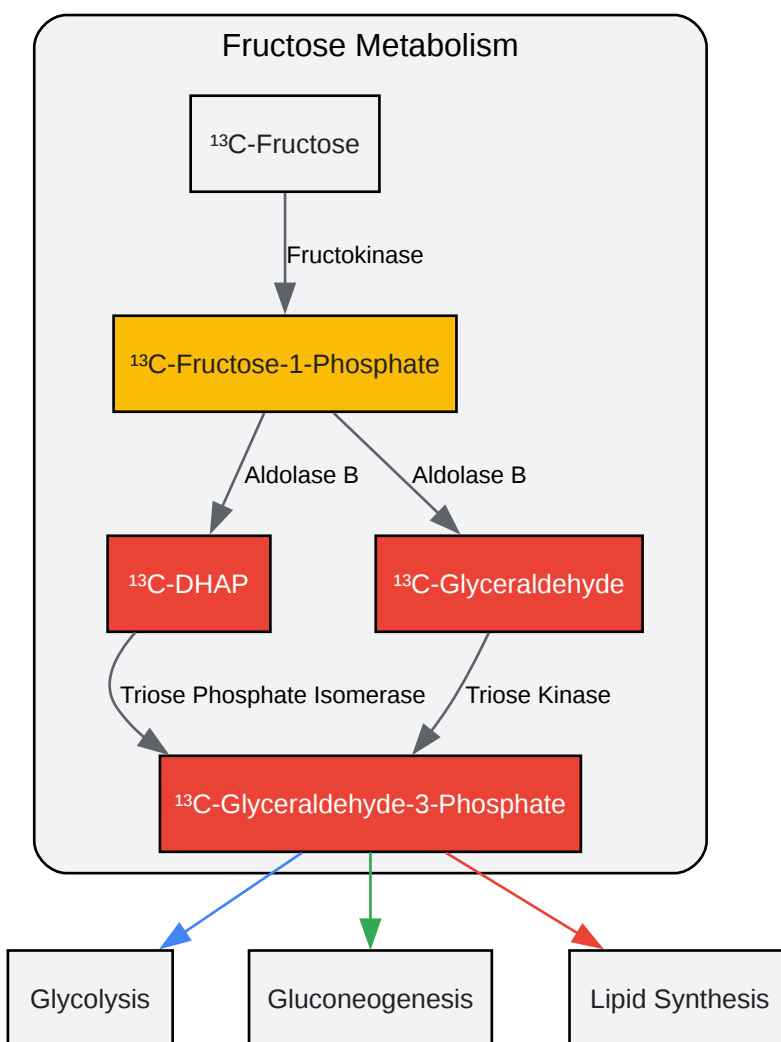 Fructose Metabolism
¹³C-Fructose
Fructokinase
¹³C-Fructose-1-Phosphate
Aldolase B
Aldolase B
¹³C-DHAP
¹³C-Glyceraldehyde
Triose Phosphate Isomerase
Triose Kinase
¹³C-Glyceraldehyde-3-Phosphate
Glycolysis
Gluconeogenesis
Lipid Synthesis